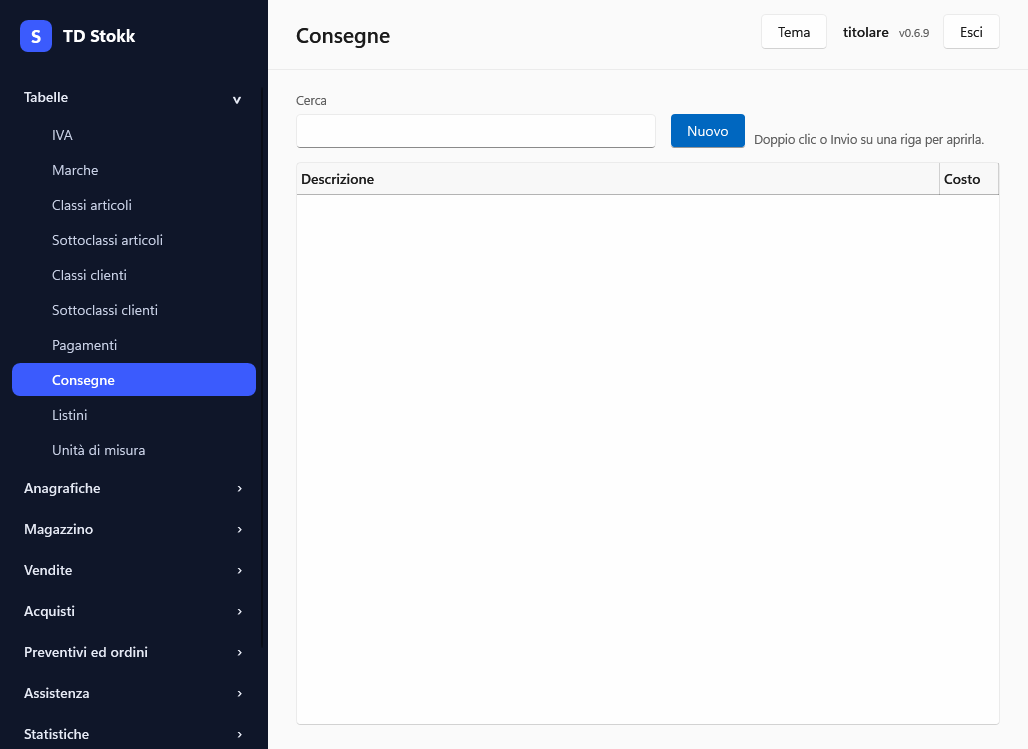 S TD Stokk
Tabelle
IVA
Marche
Classi articoli
Sottoclassi articoli
Classi clienti
Sottoclassi clienti
Pagamenti
Consegne
Listini
Unità di misura
Anagrafiche
Magazzino
Vendite
Acquisti
Preventivi ed ordini
Assistenza
Statistiche
Consegne
Tema titolare v0.6.9 Esci
Cerca
Nuovo Doppio clic o Invio su una riga per aprirla.
Descrizione Costo